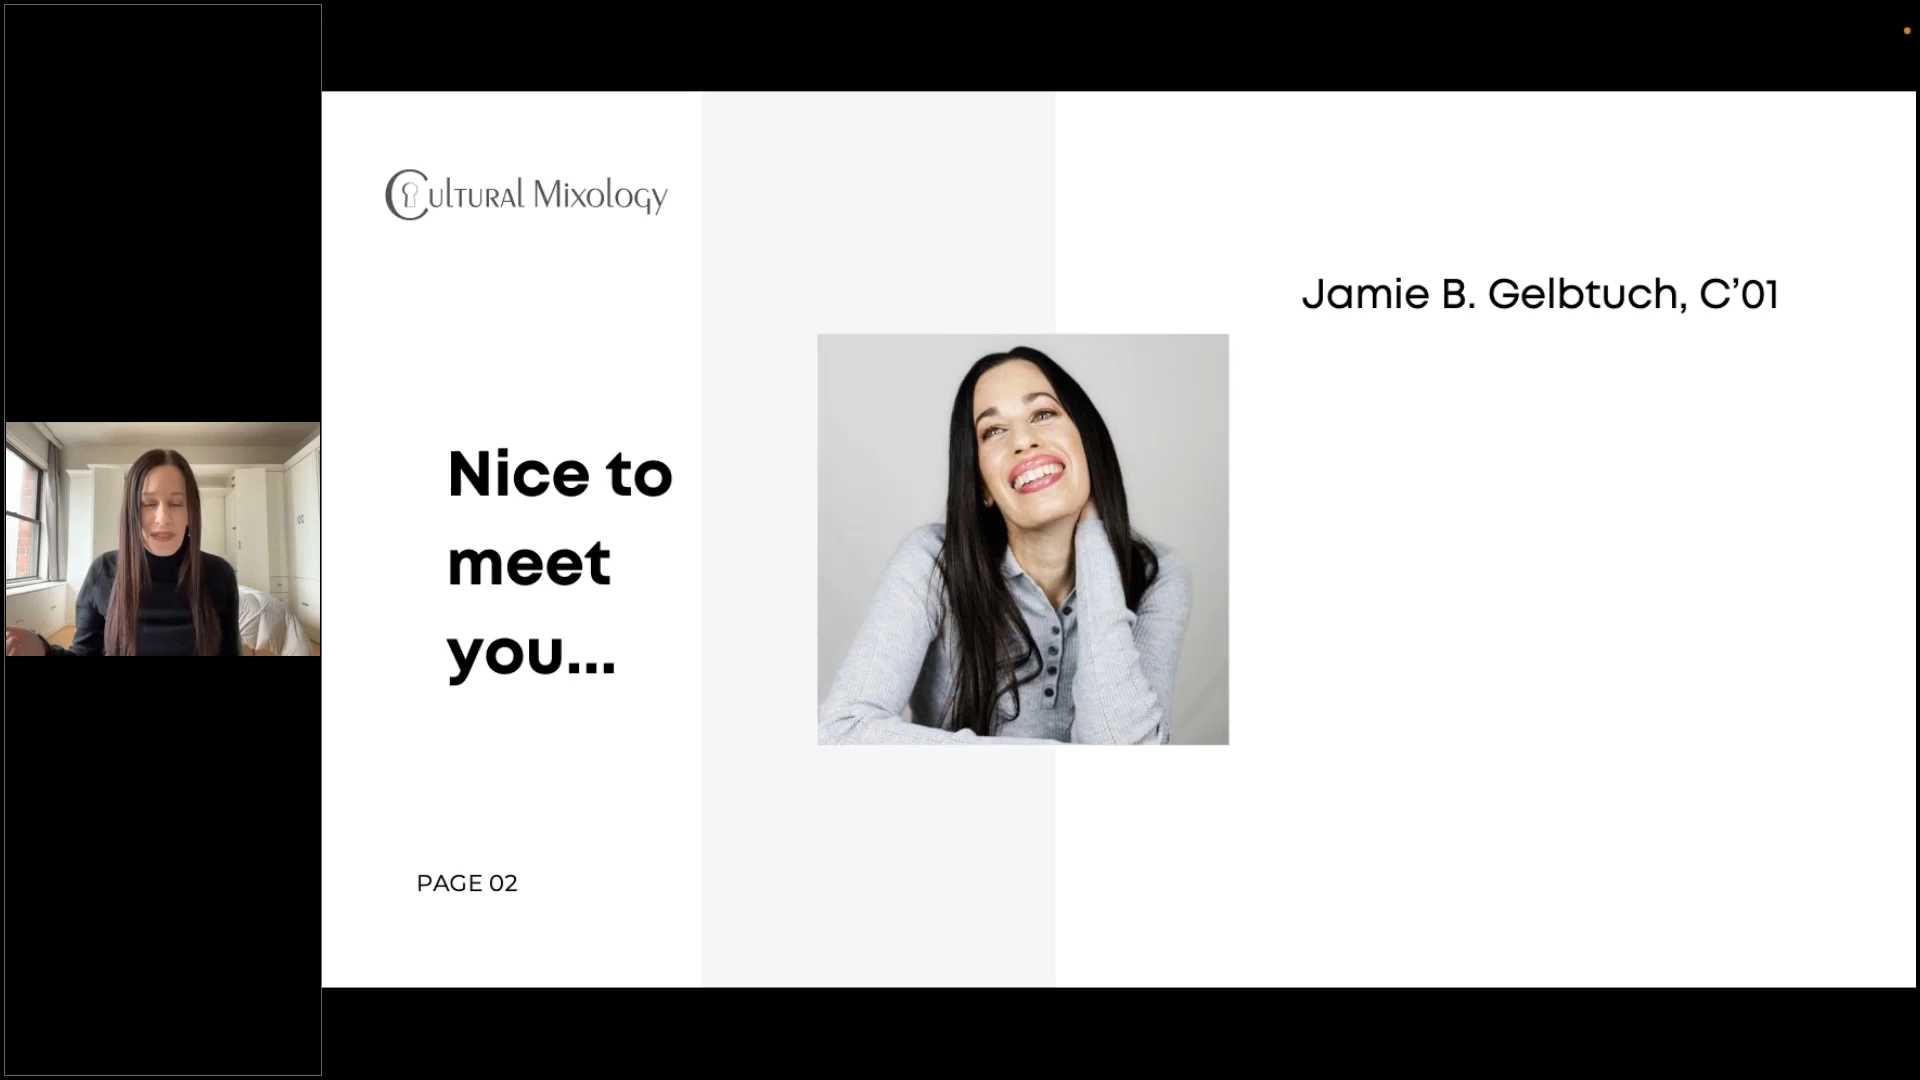 Cultural Mixology
Jamie B. Gelbtuch, C’01
Nice to
meet
you...
PAGE 02